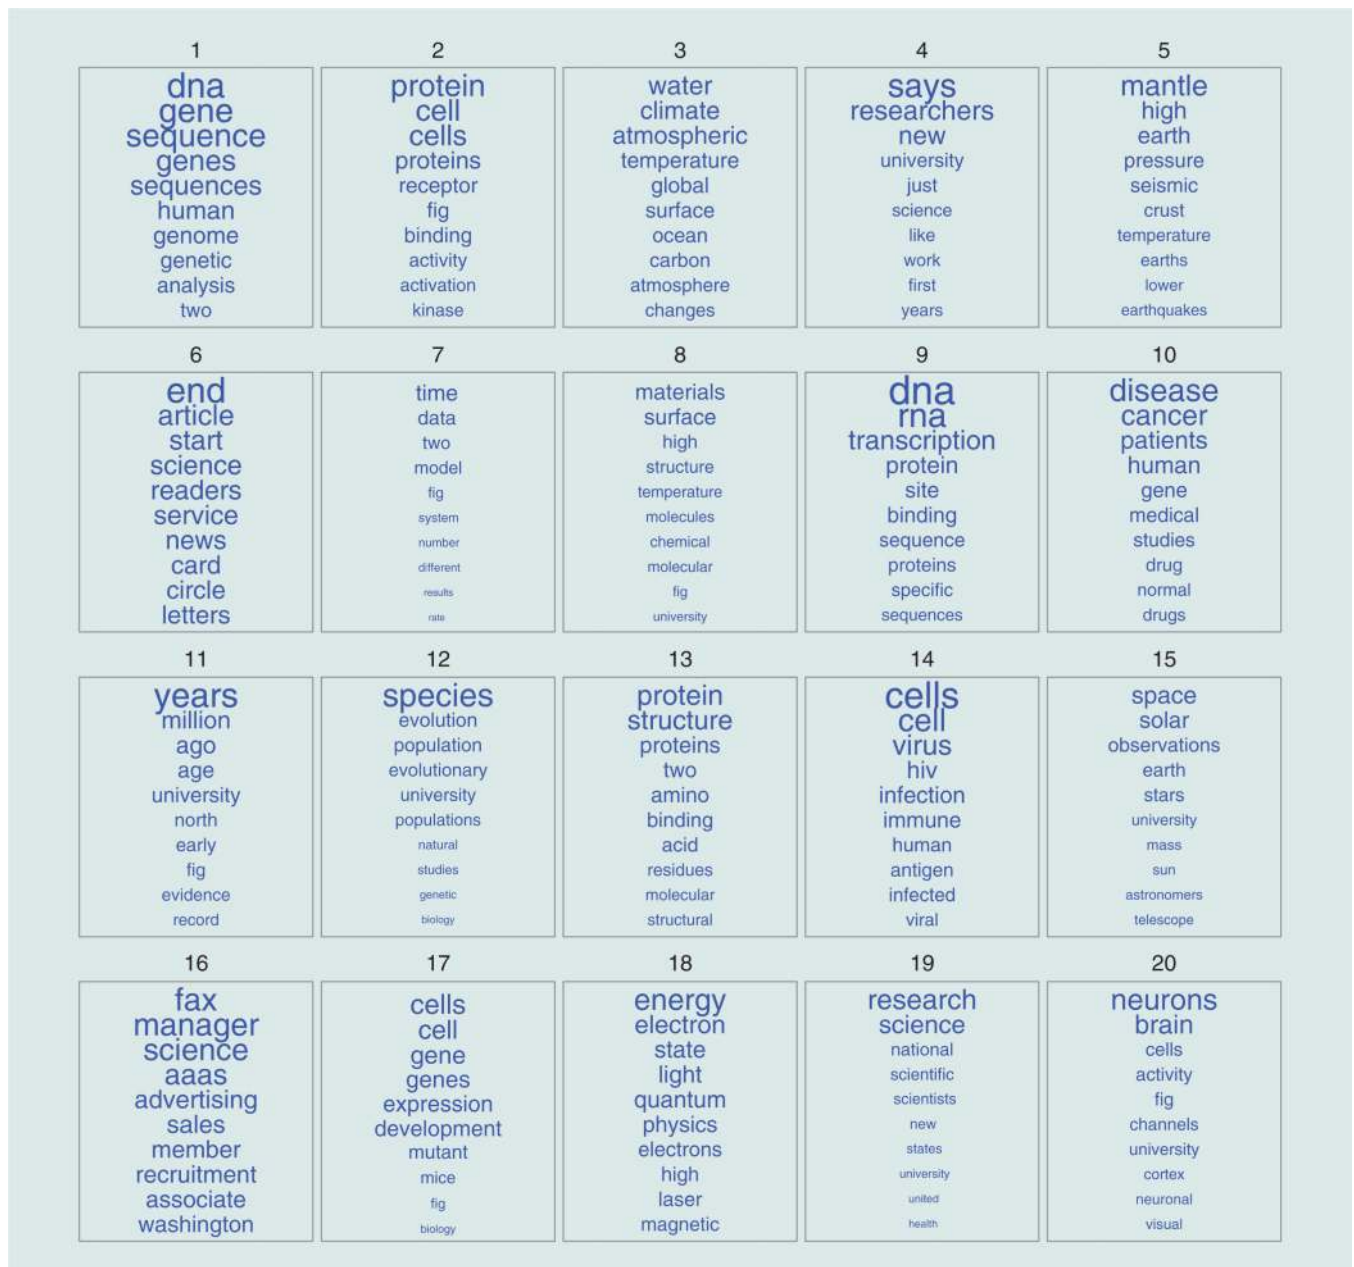 1
dna
gene
sequence
genes
sequences
human
genome
genetic
analysis
two
2
protein
cell
cells
proteins
receptor
fig
binding
activity
activation
kinase
3
water
climate
atmospheric
temperature
global
surface
ocean
carbon
atmosphere
changes
4
says
researchers
new
university
just
science
like
work
first
years
5
mantle
high
earth
pressure
seismic
crust
temperature
earths
lower
earthquakes
6
end
article
start
science
readers
service
news
card
circle
letters
7
time
data
two
model
fig
system
number
different
results
rate
8
materials
surface
high
structure
temperature
molecules
chemical
molecular
fig
university
9
dna
rna
transcription
protein
site
binding
sequence
proteins
specific
sequences
10
disease
cancer
patients
human
gene
medical
studies
drug
normal
drugs
11
years
million
ago
age
university
north
early
fig
evidence
record
12
species
evolution
population
evolutionary
university
populations
natural
studies
genetic
biology
13
protein
structure
proteins
two
amino
binding
acid
residues
molecular
structural
14
cells
cell
virus
hiv
infection
immune
human
antigen
infected
viral
15
space
solar
observations
earth
stars
university
mass
sun
astronomers
telescope
16
fax
manager
science
aaas
advertising
sales
member
recruitment
associate
washington
17
cells
cell
gene
genes
expression
development
mutant
mice
fig
biology
18
energy
electron
state
light
quantum
physics
electrons
high
laser
magnetic
19
research
science
national
scientific
scientists
new
states
university
united
health
20
neurons
brain
cells
activity
fig
channels
university
cortex
neuronal
visual